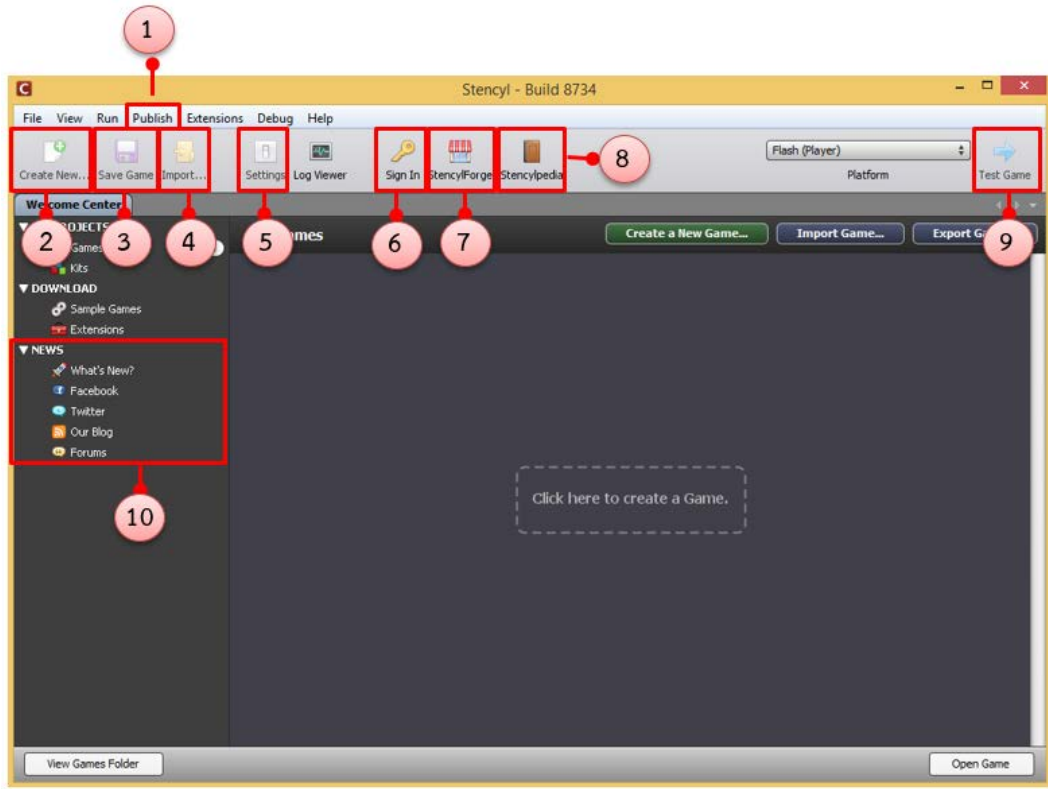 1
Stencyl - Build 8734
File View Run Publish Extensions Debug Help
8
Flash (Player)
Create New... Save Game Import... Settings Log Viewer Sign In StencylForge Stencylpedia Platform Test Game
Welcome Center
2 3 4 5 6 7 9
Games
Create a New Game... Import Game... Export
Kits
DOWNLOAD
Sample Games
Extensions
NEWS
What's New?
Facebook
Twitter
Our Blog
Forums
Click here to create a Game.
10
View Games Folder Open Game